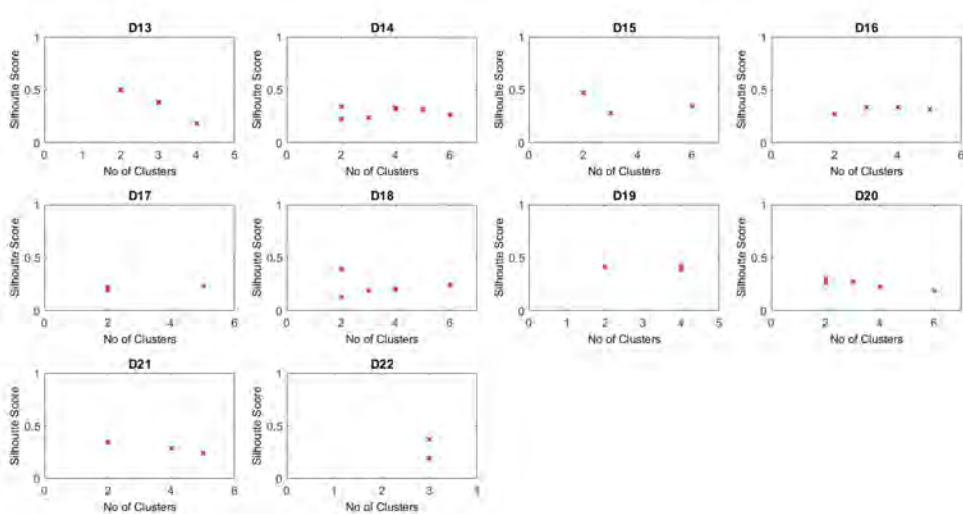 D13
1
0.5
0
Silhoutte Score
0 1 2 3 4 5
No of Clusters
D14
1
0.5
0
Silhoutte Score
0 2 4 6
No of Clusters
D15
1
0.5
0
Silhoutte Score
0 2 4 6
No of Clusters
D16
1
0.5
0
Silhoutte Score
0 2 4 6
No of Clusters
D17
1
0.5
0
Silhoutte Score
0 2 4 6
No of Clusters
D18
1
0.5
0
Silhoutte Score
0 2 4 6
No of Clusters
D19
1
0.5
0
Silhoutte Score
0 1 2 3 4 5
No of Clusters
D20
1
0.5
0
Silhoutte Score
0 2 4 6
No of Clusters
D21
1
0.5
0
Silhoutte Score
0 2 4 6
No of Clusters
D22
1
0.5
0
Silhoutte Score
0 1 2 3
No of Clusters